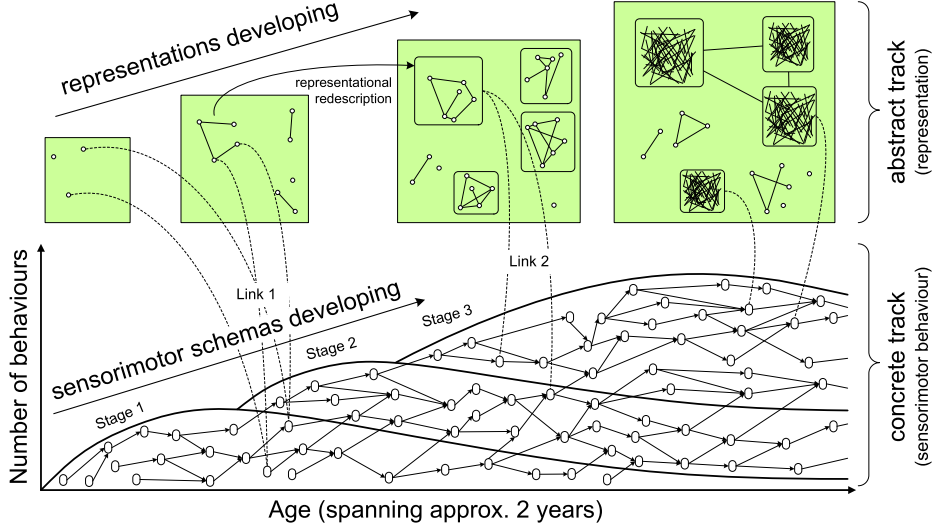 representations developing
representational
redescription
abstract track
(representation)
Link 1
Link 2
sensorimotor schemas developing
Stage 1
Stage 2
Stage 3
Number of behaviours
concrete track
(sensorimotor behaviour)
Age (spanning approx. 2 years)